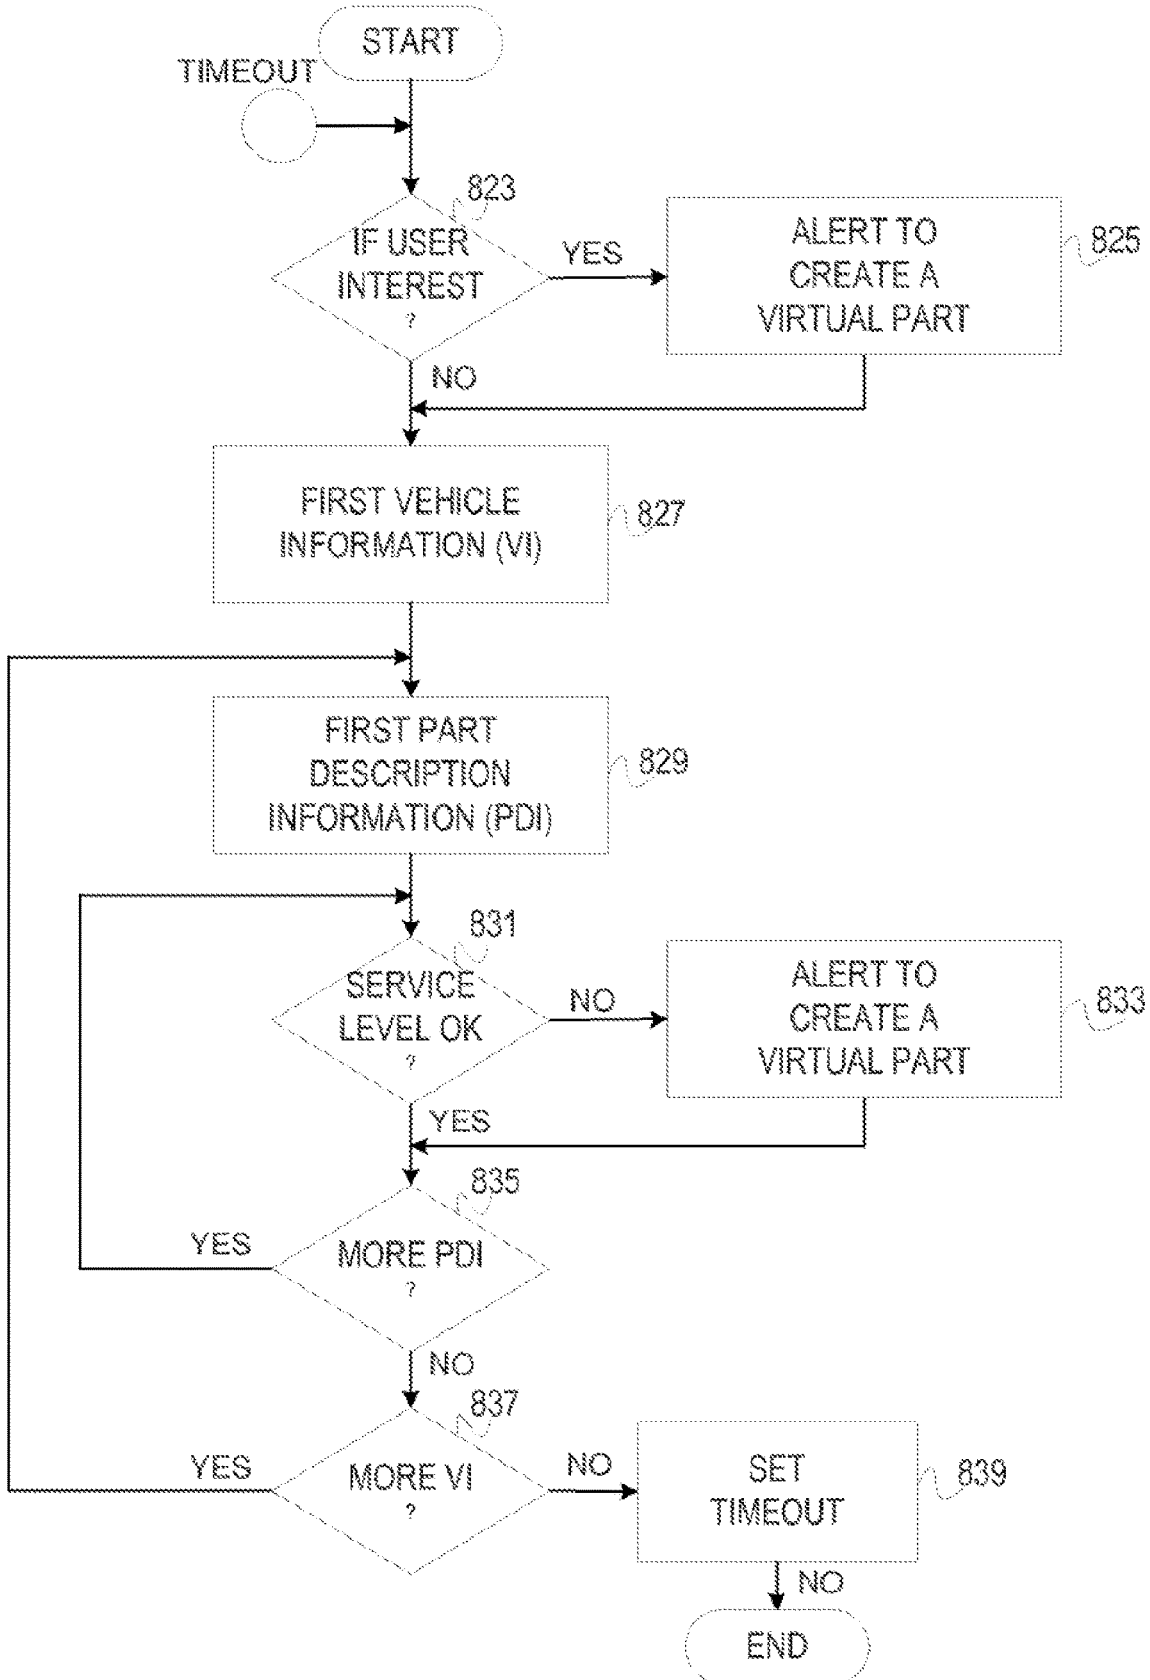 START
TIMEOUT
823
IF USER
INTEREST
?
YES
ALERT TO
CREATE A
VIRTUAL PART
825
NO
FIRST VEHICLE
INFORMATION (VI)
827
FIRST PART
DESCRIPTION
INFORMATION (PDI)
829
831
SERVICE
LEVEL OK
?
NO
ALERT TO
CREATE A
VIRTUAL PART
833
YES
835
YES
MORE PDI
?
NO
837
YES
MORE VI
?
NO
SET
TIMEOUT
839
NO
END